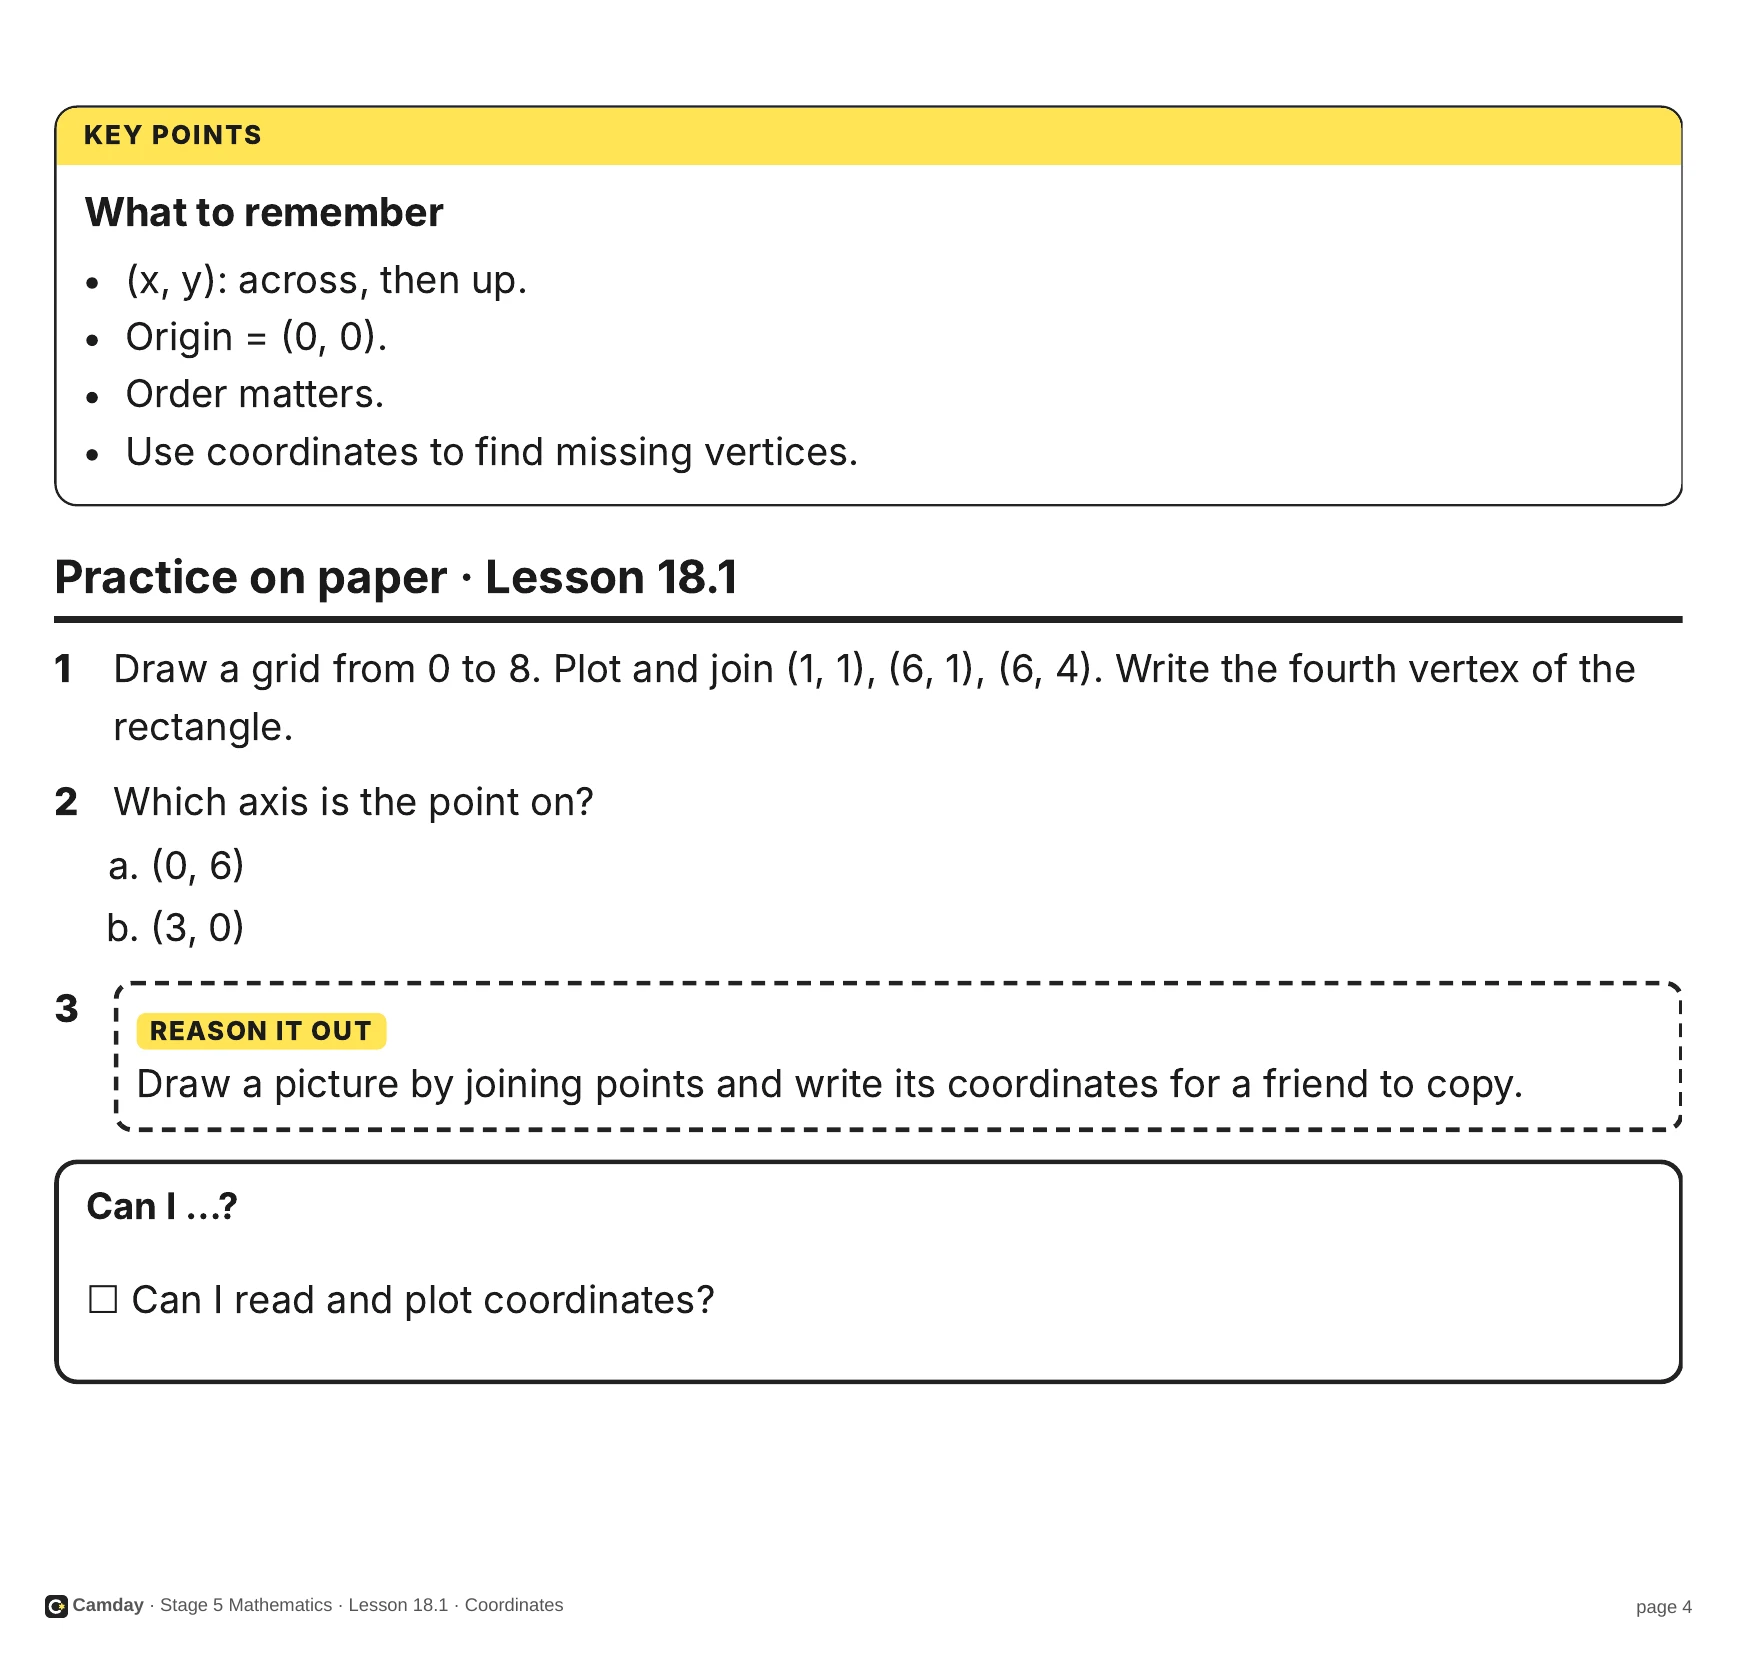 KEY POINTS
What to remember
• (x, y): across, then up.
• Origin = (0, 0).
• Order matters.
• Use coordinates to find missing vertices.
Practice on paper · Lesson 18.1
1 Draw a grid from 0 to 8. Plot and join (1, 1), (6, 1), (6, 4). Write the fourth vertex of the
rectangle.
2 Which axis is the point on?
a. (0, 6)
b. (3, 0)
3 REASON IT OUT
Draw a picture by joining points and write its coordinates for a friend to copy.
Can I ...?
☐ Can I read and plot coordinates?
Camday · Stage 5 Mathematics · Lesson 18.1 · Coordinates
page 4